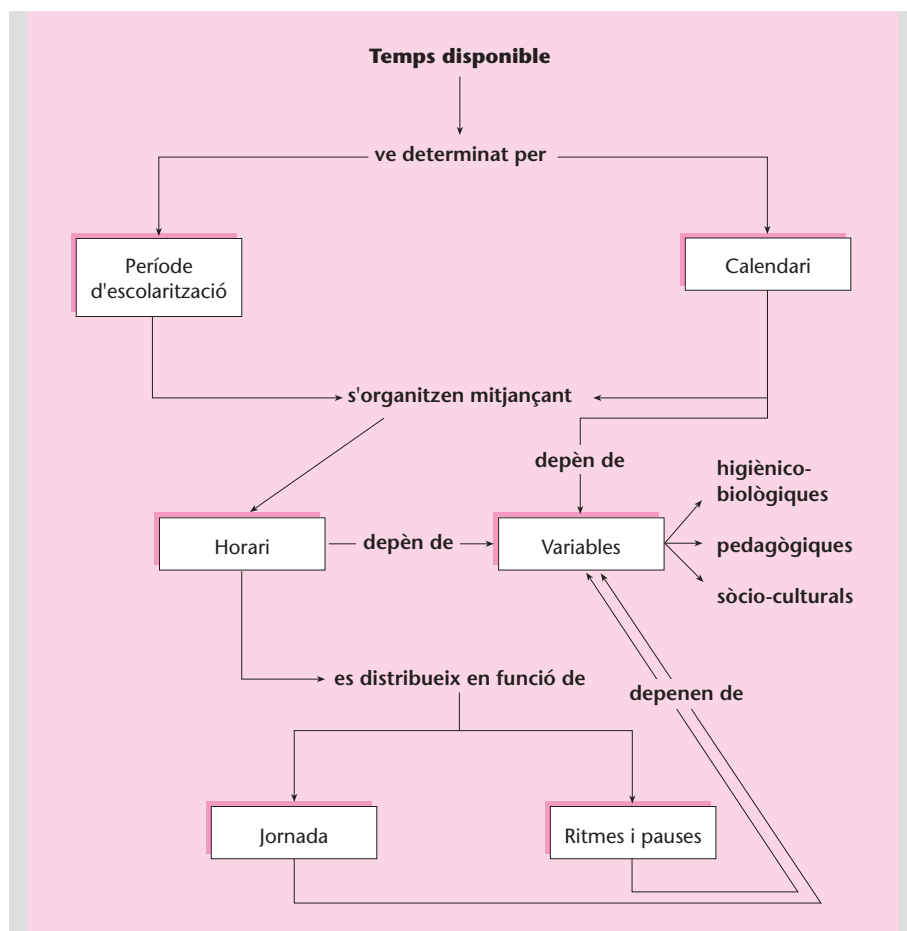 Temps disponible
ve determinat per
Període
d'escolarització
Calendari
s'organitzen mitjançant
depèn de
higiènico-
biològiques
Horari
depèn de
Variables
pedagògiques
sòcio-culturals
es distribueix en funció de
depenen de
Jornada
Ritmes i pauses